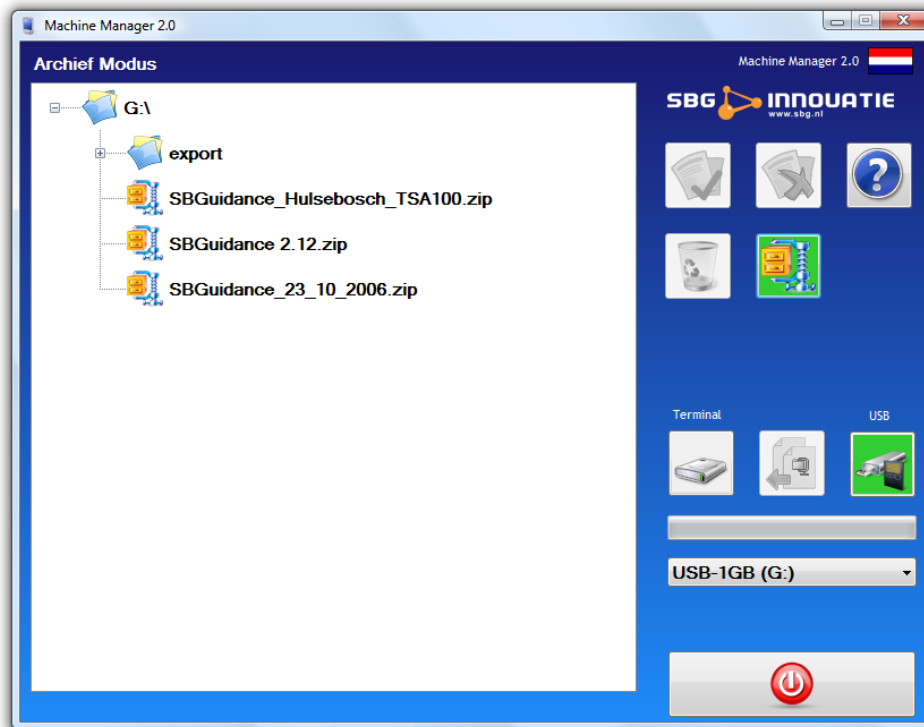 Machine Manager 2.0
Archief Modus
Machine Manager 2.0
G:\
SBG INNOVATIE
www.sbg.nl
export
SBGuidance_Hulsebosch_TSA100.zip
SBGuidance 2.12.zip
SBGuidance_23_10_2006.zip
Terminal
USB
USB-1GB (G:)